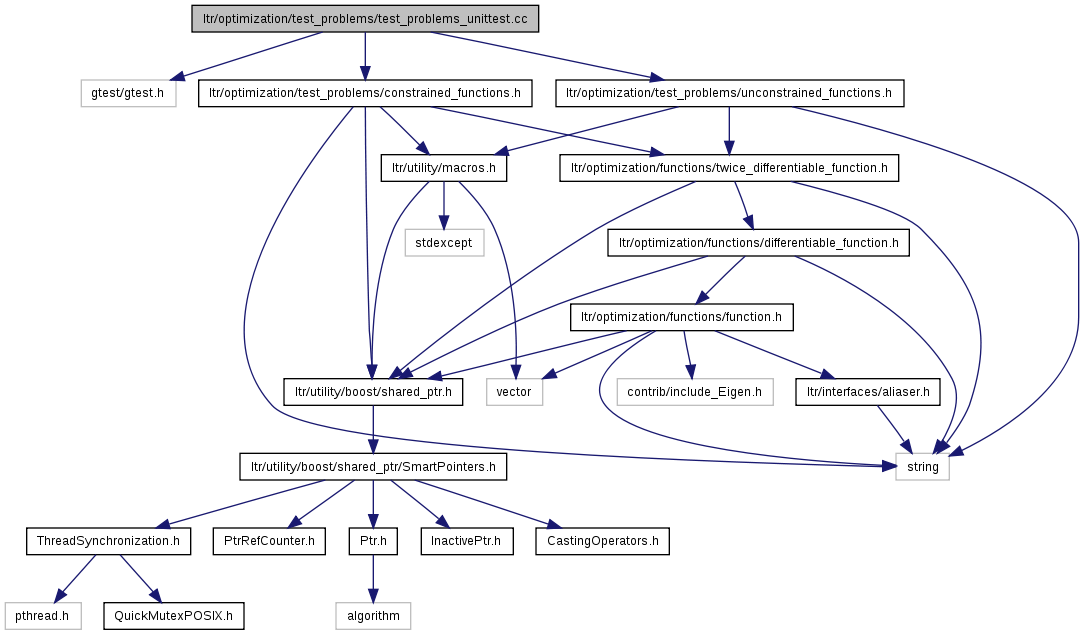 ltr/optimization/test_problems/test_problems_unittest.cc
gtest/gtest.h
ltr/optimization/test_problems/constrained_functions.h
ltr/optimization/test_problems/unconstrained_functions.h
ltr/utility/macros.h
ltr/optimization/functions/twice_differentiable_function.h
stdexcept
ltr/optimization/functions/differentiable_function.h
ltr/optimization/functions/function.h
ltr/utility/boost/shared_ptr.h
vector
contrib/include_Eigen.h
ltr/interfaces/aliaser.h
ltr/utility/boost/shared_ptr/SmartPointers.h
string
ThreadSynchronization.h
PtrRefCounter.h
Ptr.h
InactivePtr.h
CastingOperators.h
pthread.h
QuickMutexPOSIX.h
algorithm